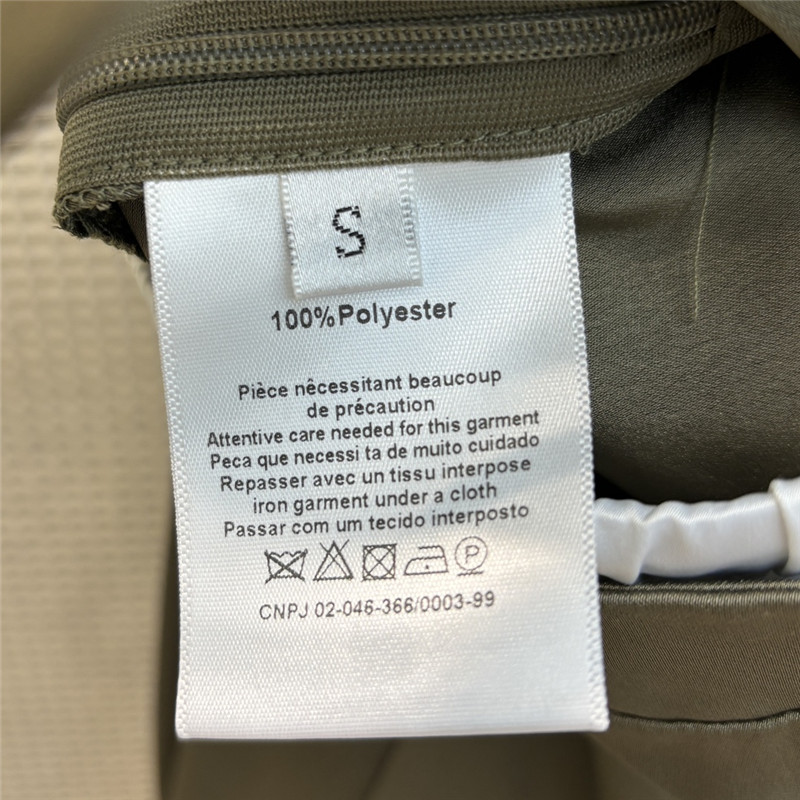 S
100%Polyester
Pièce nêcessitant beaucoup
de précaution
Attentive care needed for this garment
Peca que necessi ta de muito cuidado
Repasser avec un tissu interpose
iron garment under a cloth
Passar com um tecido interposto
P
CNPJ 02-046-366/0003-99